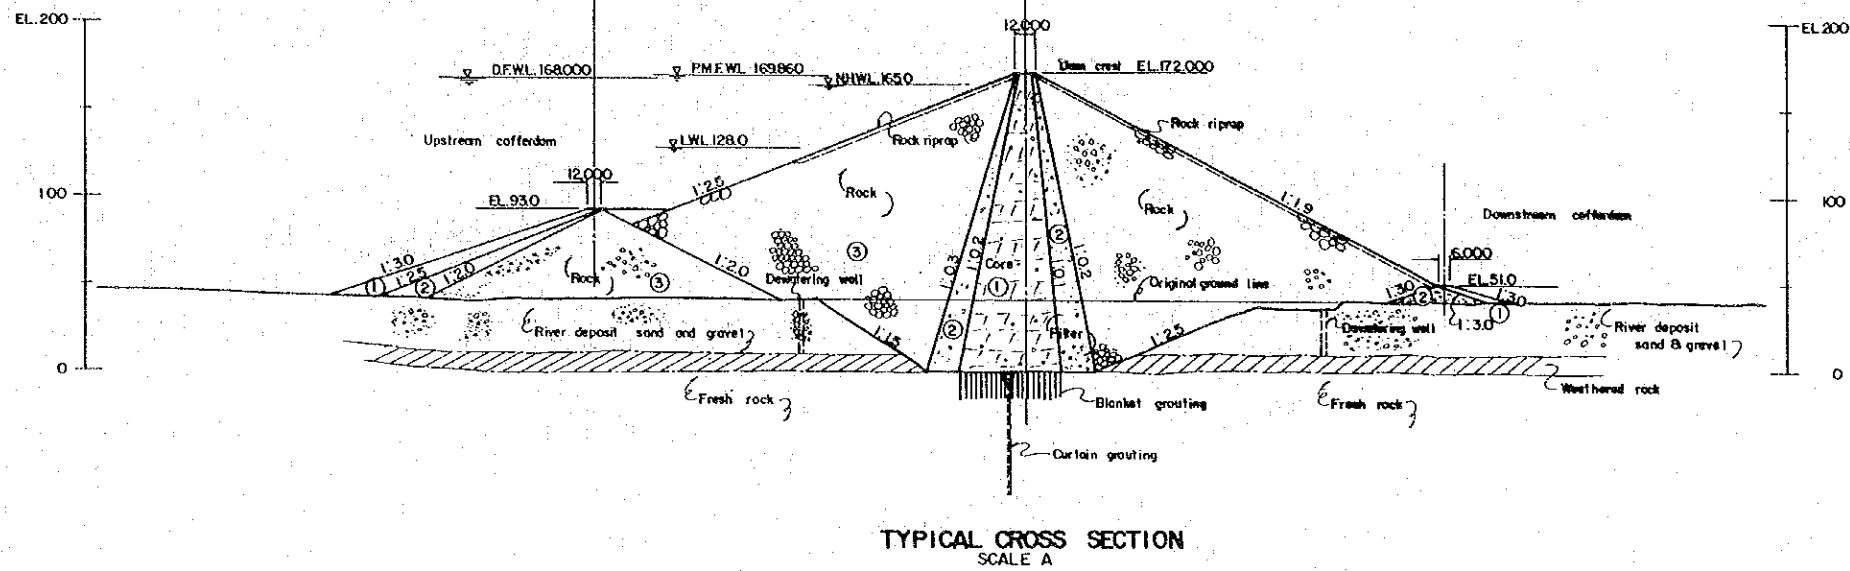 EL.200
12,000
EL.200
D.F.W.L. 168.000
P.M.F.W.L. 169.860
N.H.W.L.165.0
Dam crest EL.172.000
Upstream cofferdam
L.W.L.128.0
Rock riprap
Rock riprap
12,000
100
EL.93.0
1:2.5
Rock
Rock
1:1.9
100
Downstream cofferdam
6.000
EL.51.0
1:3.0
1:2.5
1:2.0
1:2.0
Rock
③
③
Dewatering well
1:0.3
1:0.2
Core
①
②
1:0.2
Original ground line
1:3.0
②
1:3.0
①
1:3.0
①
②
River deposit sand and gravel
1:1.5
②
Filter
1:2.5
Dewatering well
River deposit
sand & gravel
0
0
Fresh rock
Blanket grouting
Fresh rock
Weathered rock
Curtain grouting
TYPICAL CROSS SECTION
SCALE A